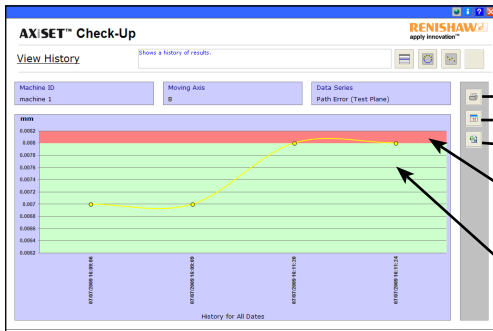 AXISET™ Check-Up
RENISHAW
apply innovation™
View History
Shows a history of results.
Machine ID
machine 1
Moving Axis
B
Data Series
Path Error (Test Plane)
mm
0.0082
0.008
0.0078
0.0076
0.0074
0.0072
0.007
0.0068
0.0066
0.0064
0.0062
07/07/2009 16:09:06
07/07/2009 16:09:09
07/07/2009 16:11:20
07/07/2009 16:11:24
History for All Dates